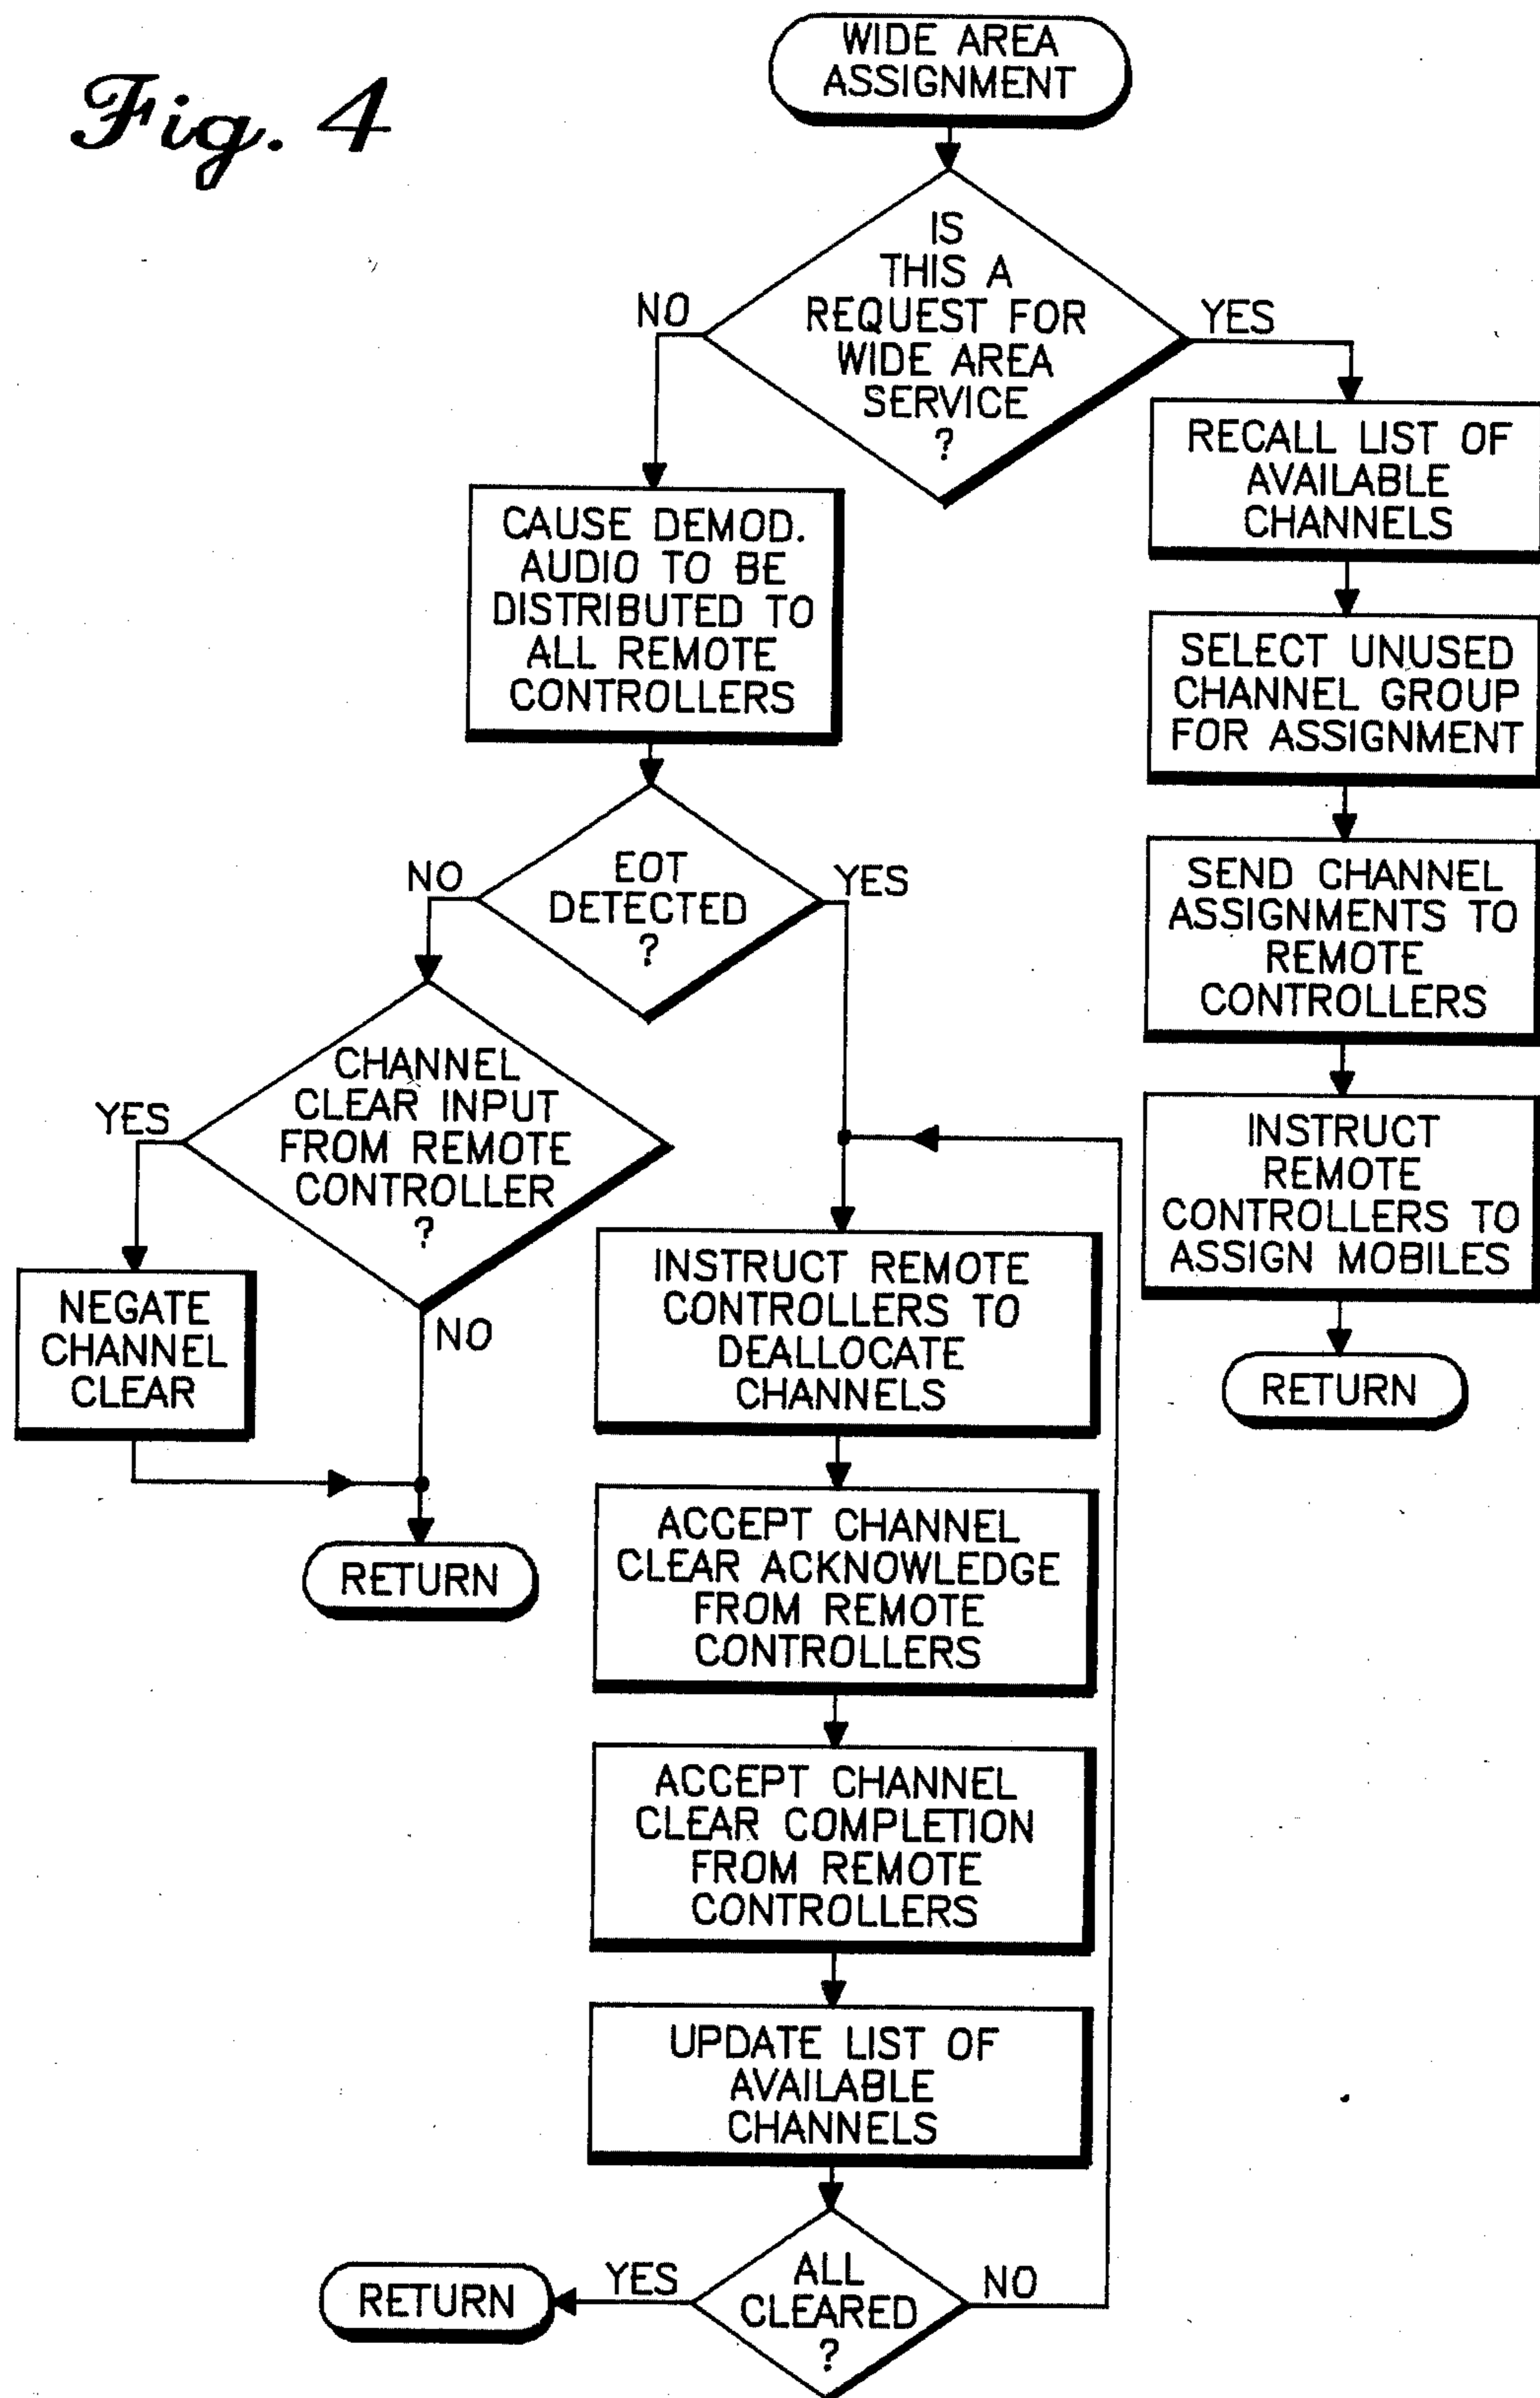 Fig. 4
WIDE AREA
ASSIGNMENT
IS
THIS A
REQUEST FOR
WIDE AREA
SERVICE
?
NO
YES
RECALL LIST OF
AVAILABLE
CHANNELS
SELECT UNUSED
CHANNEL GROUP
FOR ASSIGNMENT
SEND CHANNEL
ASSIGNMENTS TO
REMOTE
CONTROLLERS
INSTRUCT
REMOTE
CONTROLLERS TO
ASSIGN MOBILES
RETURN
CAUSE DEMOD.
AUDIO TO BE
DISTRIBUTED TO
ALL REMOTE
CONTROLLERS
EOT
DETECTED
?
NO
YES
CHANNEL
CLEAR INPUT
FROM REMOTE
CONTROLLER
?
YES
NO
NEGATE
CHANNEL
CLEAR
RETURN
INSTRUCT REMOTE
CONTROLLERS TO
DEALLOCATE
CHANNELS
ACCEPT CHANNEL
CLEAR ACKNOWLEDGE
FROM REMOTE
CONTROLLERS
ACCEPT CHANNEL
CLEAR COMPLETION
FROM REMOTE
CONTROLLERS
UPDATE LIST OF
AVAILABLE
CHANNELS
ALL
CLEARED
?
YES
NO
RETURN